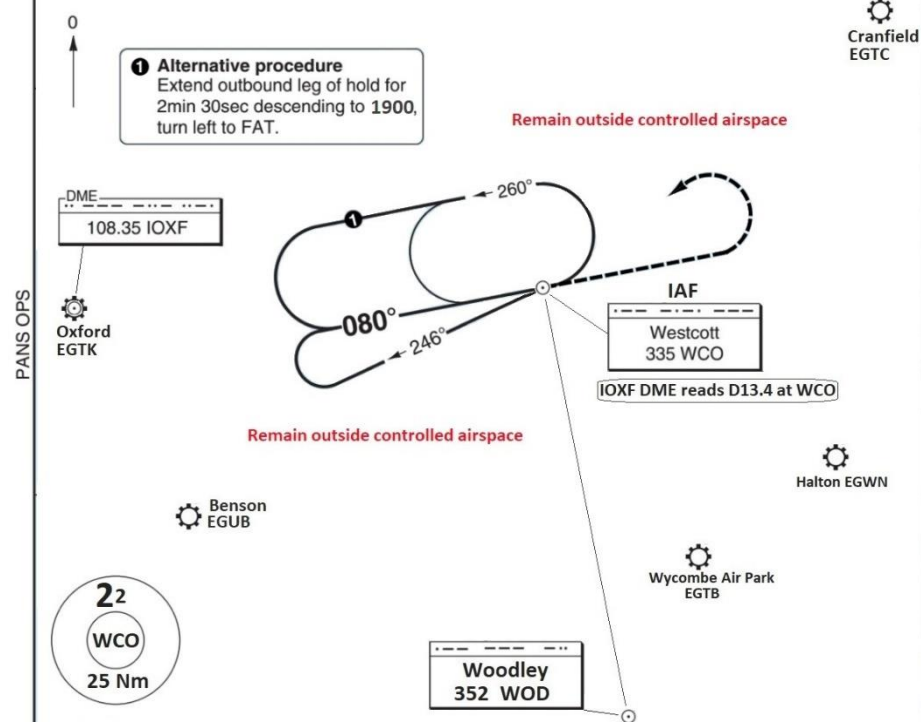 0
Cranfield
EGTC
❶ Alternative procedure
Extend outbound leg of hold for
2min 30sec descending to 1900,
turn left to FAT.
Remain outside controlled airspace
DME
108.35 IOXF
260°
❶
Oxford
EGTK
PANS OPS
080°
246°
IAF
Westcott
335 WCO
IOXF DME reads D13.4 at WCO
Remain outside controlled airspace
Halton EGWN
Benson
EGUB
Wycombe Air Park
EGTB
22
WCO
25 Nm
Woodley
352 WOD